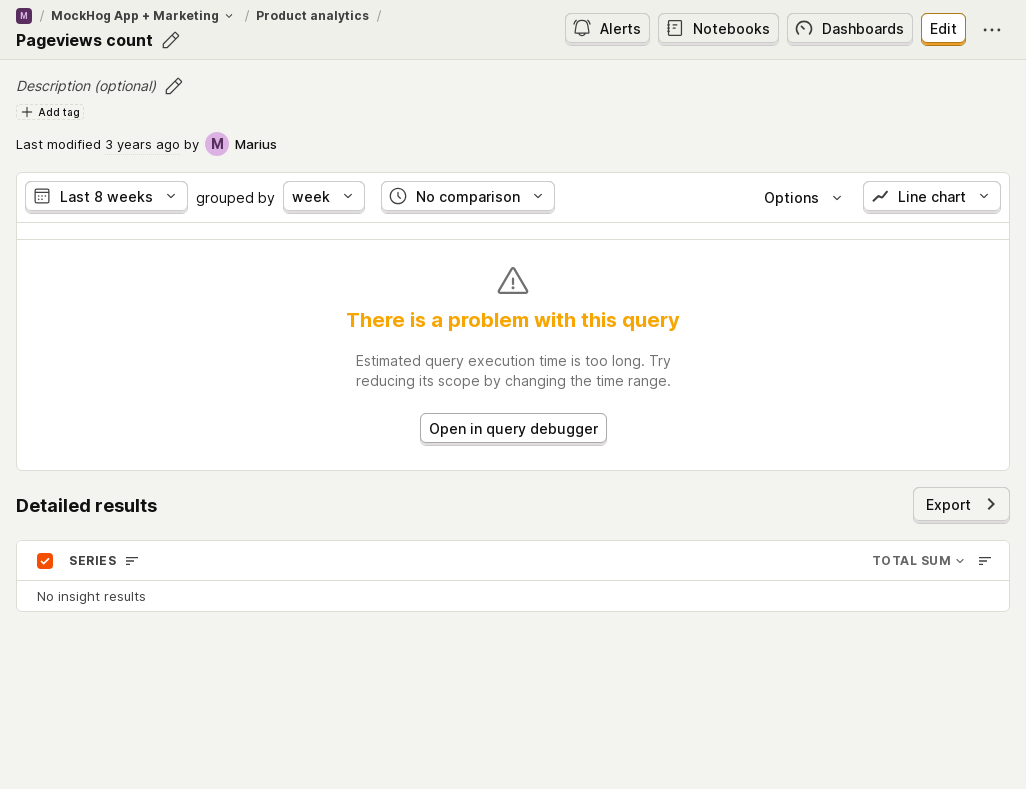 M / MockHog App + Marketing / Product analytics /
Pageviews count
Alerts Notebooks Dashboards Edit
Description (optional)
Add tag
Last modified 3 years ago by M Marius
Last 8 weeks grouped by week No comparison Options Line chart
There is a problem with this query
Estimated query execution time is too long. Try
reducing its scope by changing the time range.
Open in query debugger
Detailed results
Export
SERIES TOTAL SUM
No insight results